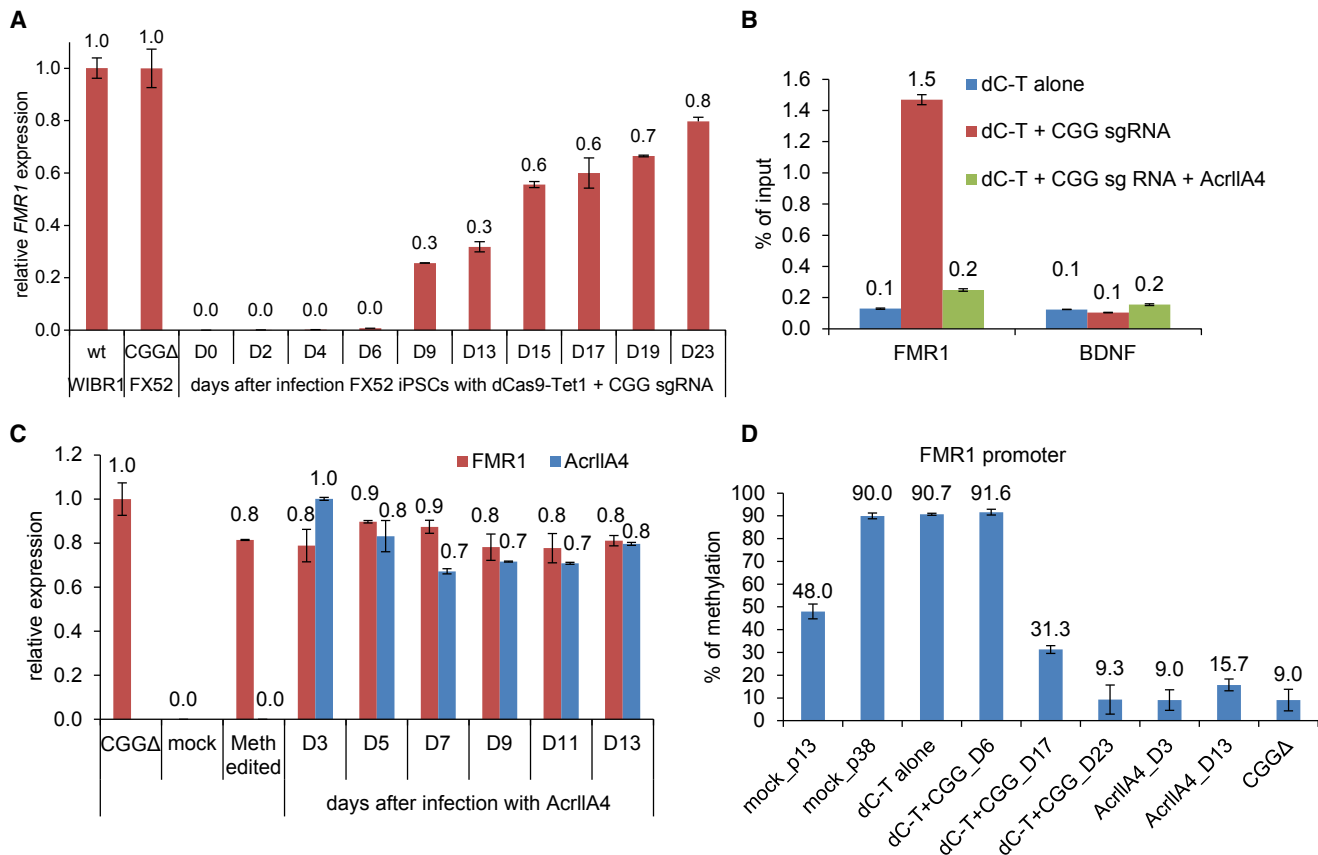 A
relative FMR1 expression
1.0
0.8
0.6
0.4
0.2
0.0
1.0 1.0 0.0 0.0 0.0 0.0 0.3 0.3 0.6 0.6 0.7 0.8
wt CGGΔ D0 D2 D4 D6 D9 D13 D15 D17 D19 D23
WIBR1 FX52 days after infection FX52 iPSCs with dCas9-Tet1 + CGG sgRNA
B
% of input
1.6
1.4
1.2
1.0
0.8
0.6
0.4
0.2
0.0
dC-T alone
dC-T + CGG sgRNA
dC-T + CGG sg RNA + AcrIIA4
0.1 1.5 0.2 0.1 0.1 0.2
FMR1 BDNF
C
relative expression
1.2
1.0
0.8
0.6
0.4
0.2
0.0
FMR1 AcrIIA4
1.0 0.0 0.8 0.0 0.8 1.0 0.9 0.8 0.9 0.7 0.8 0.7 0.8 0.7 0.8 0.8
CGGΔ mock Meth D3 D5 D7 D9 D11 D13
edited
days after infection with AcrIIA4
D
FMR1 promoter
% of methylation
100
90
80
70
60
50
40
30
20
10
0
48.0 90.0 90.7 91.6 31.3 9.3 9.0 15.7 9.0
mock_p13
mock_p38
dC-T alone
dC-T+CGG_D6
dC-T+CGG_D17
dC-T+CGG_D23
AcrIIA4_D3
AcrIIA4_D13
CGGΔ